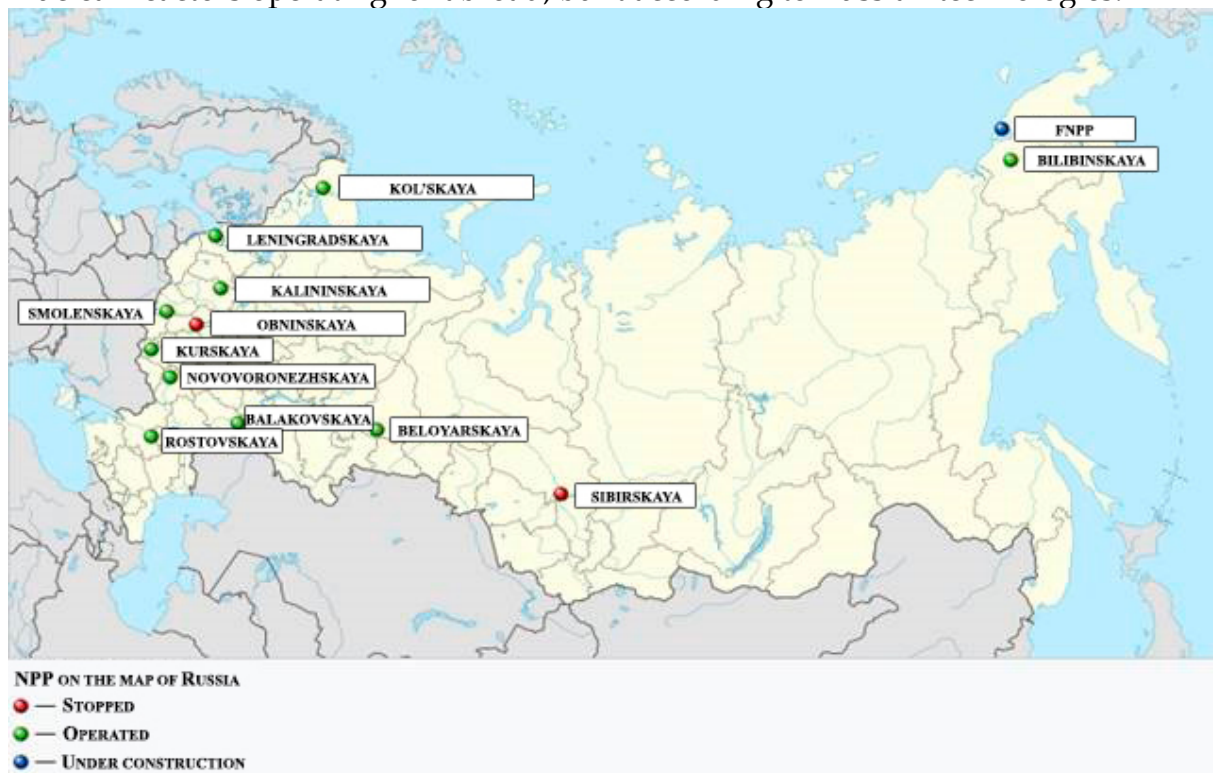 FNPP
BILIBINSKAYA
KOL'SKAYA
LENINGRADSKAYA
KALININSKAYA
SMOLENSKAYA
OBNINSKAYA
KURSKAYA
NOVOVORONEZHSKAYA
BALAKOVSKAYA
BELOYARSKAYA
ROSTOVSKAYA
SIBIRSKAYA
NPP ON THE MAP OF RUSSIA
— STOPPED
— OPERATED
— UNDER CONSTRUCTION